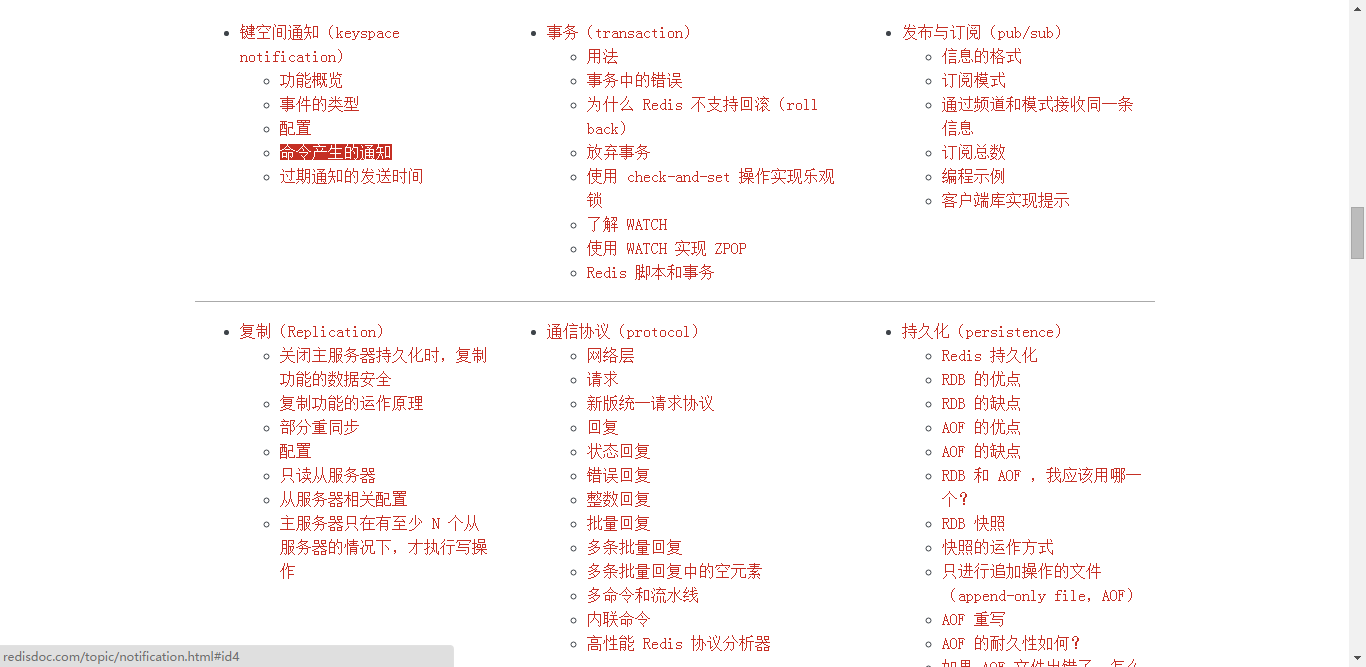 键空间通知（keyspace
notification）
功能概览
事件的类型
配置
命令产生的通知
过期通知的发送时间
事务（transaction）
用法
事务中的错误
为什么 Redis 不支持回滚（roll
back）
放弃事务
使用 check-and-set 操作实现乐观
锁
了解 WATCH
使用 WATCH 实现 ZPOP
Redis 脚本和事务
发布与订阅（pub/sub）
信息的格式
订阅模式
通过频道和模式接收同一条
信息
订阅总数
编程示例
客户端库实现提示
复制（Replication）
关闭主服务器持久化时，复制
功能的数据安全
复制功能的运作原理
部分重同步
配置
只读从服务器
从服务器相关配置
主服务器只在有至少 N 个从
服务器的情况下，才执行写操
作
通信协议（protocol）
网络层
请求
新版统一请求协议
回复
状态回复
错误回复
整数回复
批量回复
多条批量回复
多条批量回复中的空元素
多命令和流水线
内联命令
高性能 Redis 协议分析器
持久化（persistence）
Redis 持久化
RDB 的优点
RDB 的缺点
AOF 的优点
AOF 的缺点
RDB 和 AOF ，我应该用哪一
个？
RDB 快照
快照的运作方式
只进行追加操作的文件
（append-only file，AOF）
AOF 重写
AOF 的耐久性如何？
如果 AOF 文件出错了，怎么
redisdoc.com/topic/notification.html#id4